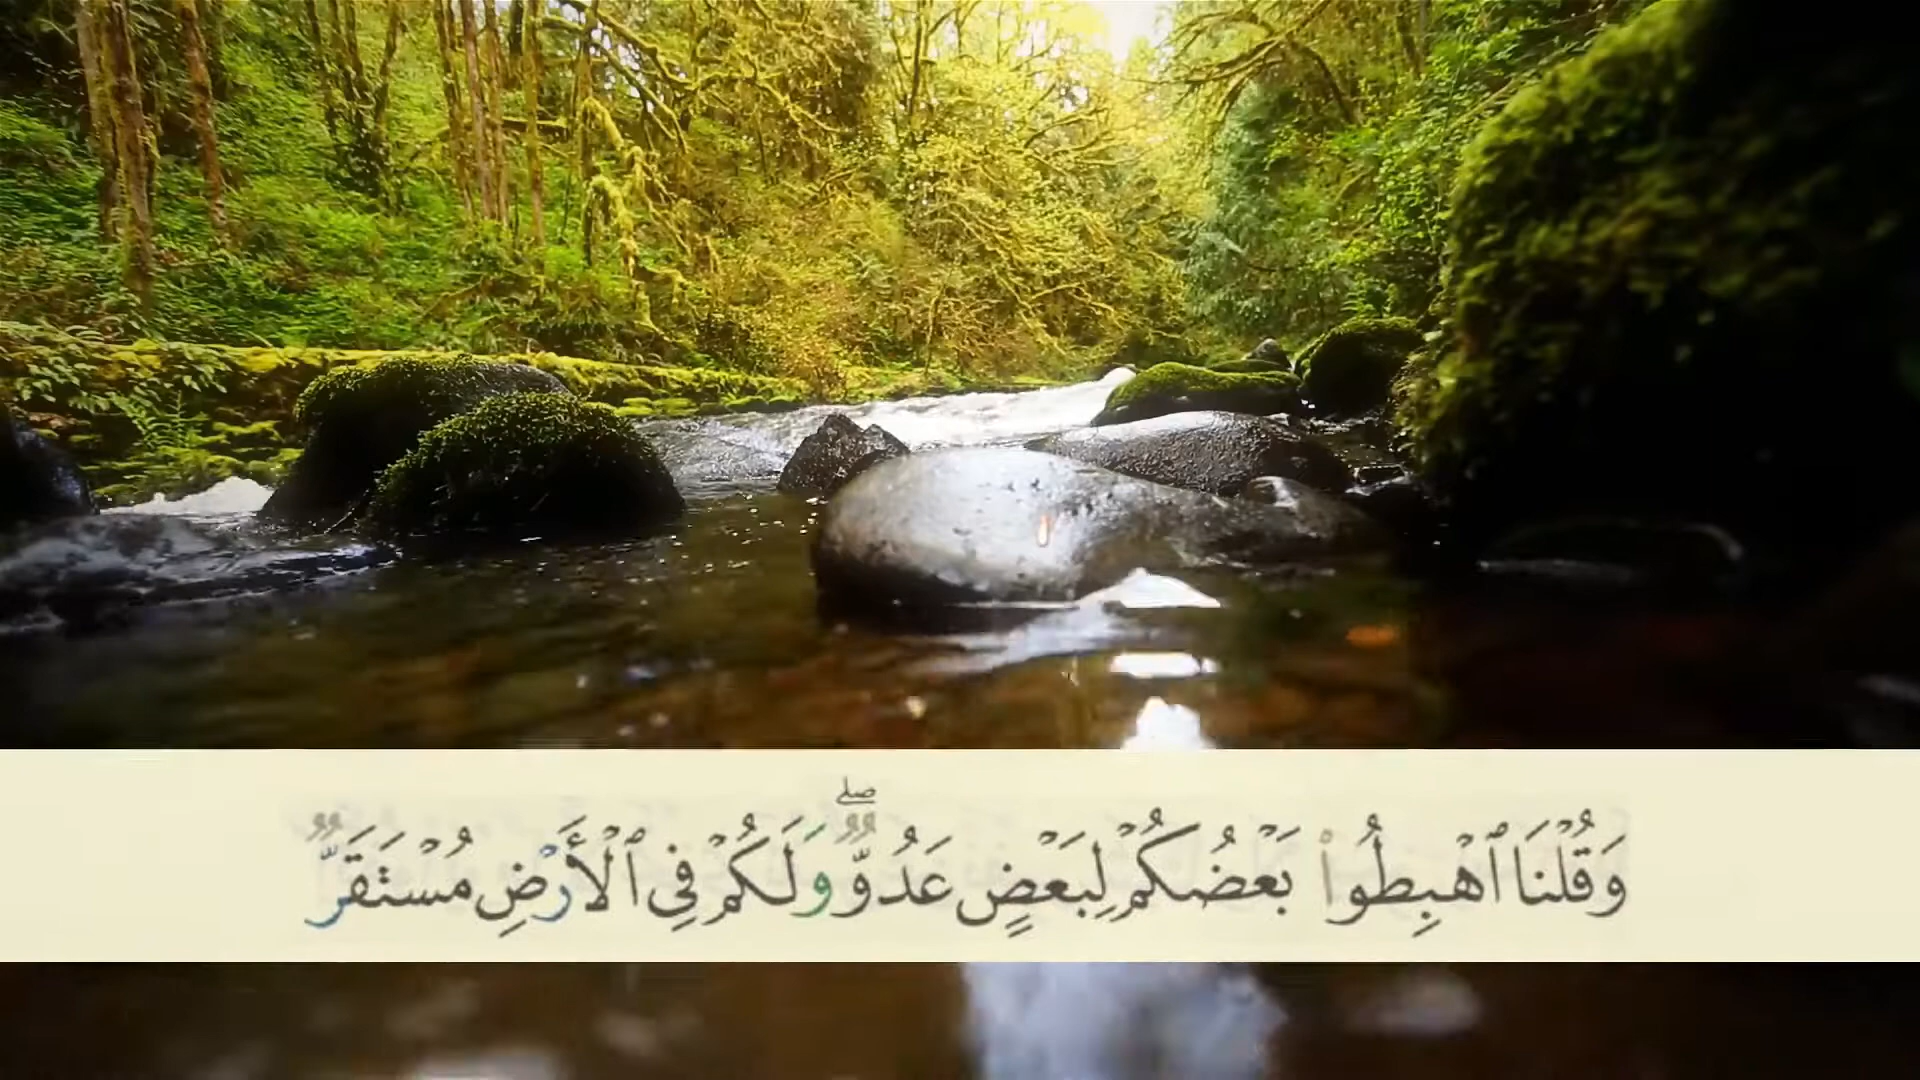 وَقُلْنَا ٱهْبِطُوا۟ بَعْضُكُمْ لِبَعْضٍ عَدُوٌّ ۖ وَلَكُمْ فِى ٱلْأَرْضِ مُسْتَقَرٌّ